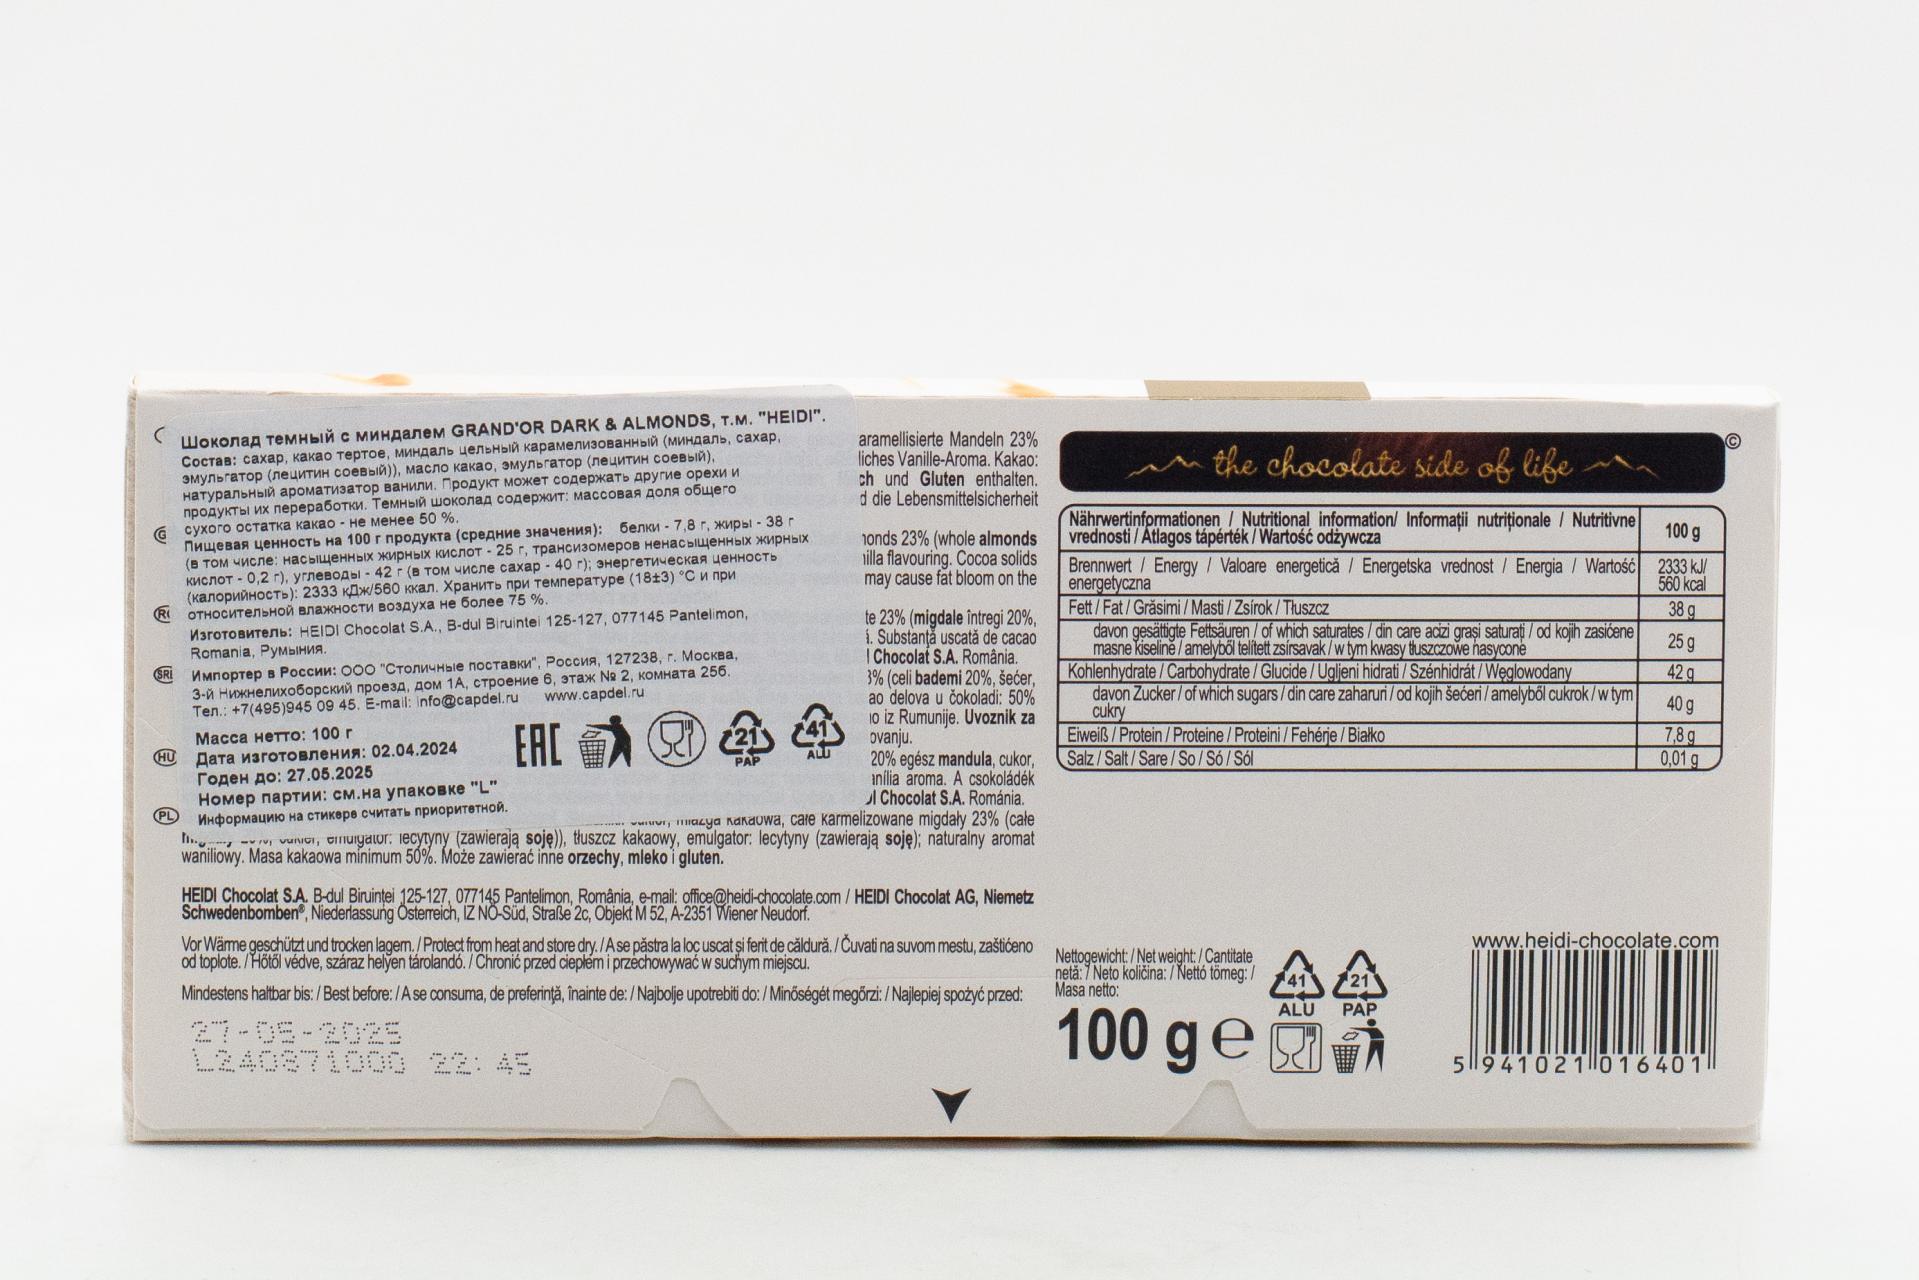 Шоколад темный с миндалем GRAND'OR DARK & ALMONDS, т.м. "HEIDI".
Состав: сахар, какао тертое, миндаль цельный карамелизованный (миндаль, сахар,
эмульгатор (лецитин соевый)), масло какао, эмульгатор (лецитин соевый),
натуральный ароматизатор ванили. Продукт может содержать другие орехи и
продукты их переработки. Темный шоколад содержит: массовая доля общего
сухого остатка какао - не менее 50 %.
Пищевая ценность на 100 г продукта (средние значения): белки - 7,8 г, жиры - 38 г
(в том числе: насыщенных жирных кислот - 25 г, трансизомеров ненасыщенных жирных
кислот - 0,2 г), углеводы - 42 г (в том числе сахар - 40 г); энергетическая ценность
(калорийность): 2333 кДж/560 ккал. Хранить при температуре (18±3) °С и при
относительной влажности воздуха не более 75 %.
Изготовитель: HEIDI Chocolat S.A., B-dul Biruintei 125-127, 077145 Pantelimon,
Romania, Румыния.
Импортер в России: ООО "Столичные поставки", Россия, 127238, г. Москва,
3-й Нижнелихоборский проезд, дом 1А, строение 6, этаж № 2, комната 25б.
Тел.: +7(495)945 09 45. E-mail: info@capdel.ru www.capdel.ru
Масса нетто: 100 г
Дата изготовления: 02.04.2024
Годен до: 27.05.2025
Номер партии: см.на упаковке "L"
Информацию на стикере считать приоритетной.
EAC
21
PAP
41
ALU
HU
PL
aramellisierte Mandeln 23%
liches Vanille-Aroma. Kakao:
ch und Gluten enthalten.
d die Lebensmittelsicherheit
onds 23% (whole almonds
nilla flavouring. Cocoa solids
may cause fat bloom on the
te 23% (migdale întregi 20%,
. Substanță uscată de cacao
Chocolat S.A. România.
3% (celi bademi 20%, šećer,
ao delova u čokoladi: 50%
o iz Rumunije. Uvoznik za
ovanju.
20% egész mandula, cukor,
anília aroma. A csokoládék
I Chocolat S.A. Románia.
miazga kakaowa, całe karmelizowane migdały 23% (całe
cukier, emulgator: lecytyny (zawierają soję)), tłuszcz kakaowy, emulgator: lecytyny (zawierają soję); naturalny aromat
waniliowy. Masa kakaowa minimum 50%. Może zawierać inne orzechy, mleko i gluten.
HEIDI Chocolat S.A. B-dul Biruinței 125-127, 077145 Pantelimon, România, e-mail: office@heidi-chocolate.com / HEIDI Chocolat AG, Niemetz
Schwedenbomben®, Niederlassung Österreich, IZ NÖ-Süd, Straße 2c, Objekt M 52, A-2351 Wiener Neudorf.
Vor Wärme geschützt und trocken lagern. / Protect from heat and store dry. / A se păstra la loc uscat și ferit de căldură. / Čuvati na suvom mestu, zaštićeno
od toplote. / Hőtől védve, száraz helyen tárolandó. / Chronić przed ciepłem i przechowywać w suchym miejscu.
Mindestens haltbar bis: / Best before: / A se consuma, de preferință, înainte de: / Najbolje upotrebiti do: / Minőségét megőrzi: / Najlepiej spożyć przed:
27-05-2025
L240871000 22:45
the chocolate side of life
©
Nährwertinformationen / Nutritional information/ Informații nutriționale / Nutritivne
vrednosti / Átlagos tápérték / Wartość odżywcza
100 g
Brennwert / Energy / Valoare energetică / Energetska vrednost / Energia / Wartość
energetyczna
2333 kJ/
560 kcal
Fett / Fat / Grăsimi / Masti / Zsírok / Tłuszcz
38 g
davon gesättigte Fettsäuren / of which saturates / din care acizi grași saturați / od kojih zasićene
masne kiseline / amelyből telített zsírsavak / w tym kwasy tłuszczowe nasycone
25 g
Kohlenhydrate / Carbohydrate / Glucide / Ugljeni hidrati / Szénhidrát / Węglowodany
42 g
davon Zucker / of which sugars / din care zaharuri / od kojih šećeri / amelyből cukrok / w tym
cukry
40 g
Eiweiß / Protein / Proteine / Proteini / Fehérje / Białko
7,8 g
Salz / Salt / Sare / So / Só / Sól
0,01 g
Nettogewicht: / Net weight: / Cantitate
netă: / Neto količina: / Nettó tömeg: /
Masa netto:
100 g e
41
ALU
21
PAP
www.heidi-chocolate.com
5 941021 016401